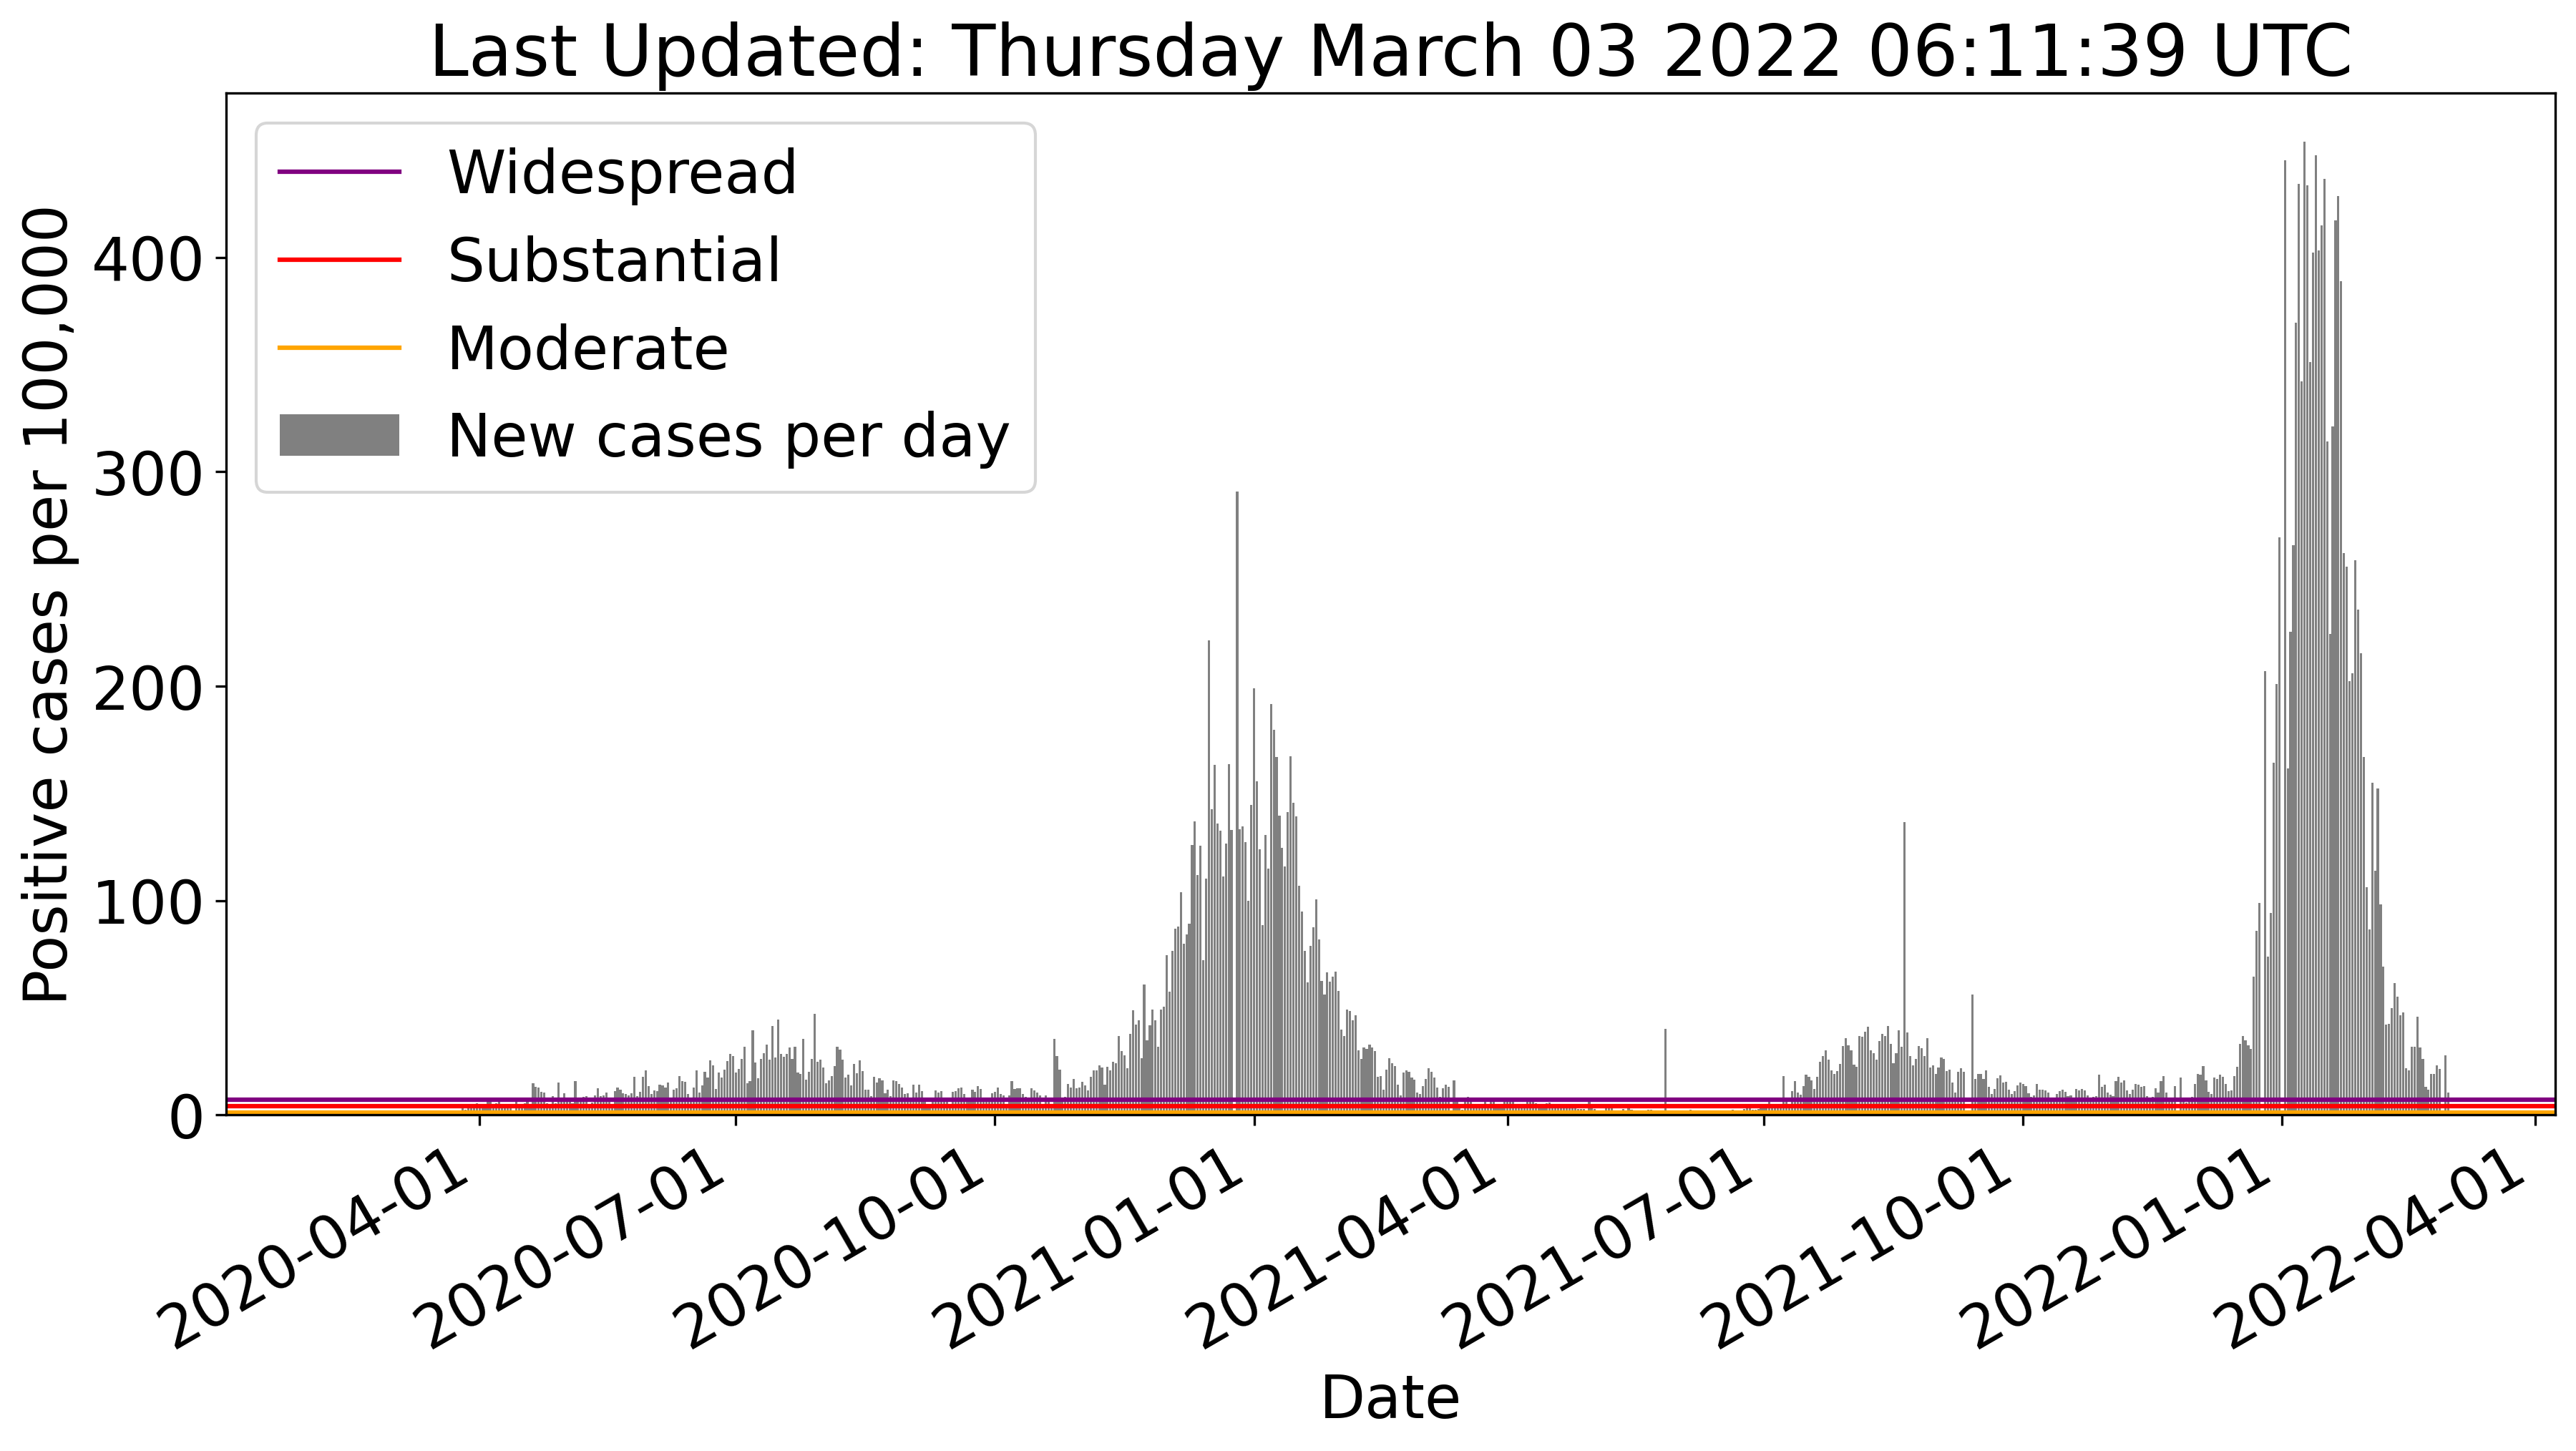 Last Updated: Thursday March 03 2022 06:11:39 UTC
Widespread
Substantial
Moderate
New cases per day
Positive cases per 100,000
400
300
200
100
0
2020-04-01
2020-07-01
2020-10-01
2021-01-01
2021-04-01
2021-07-01
2021-10-01
2022-01-01
2022-04-01
Date